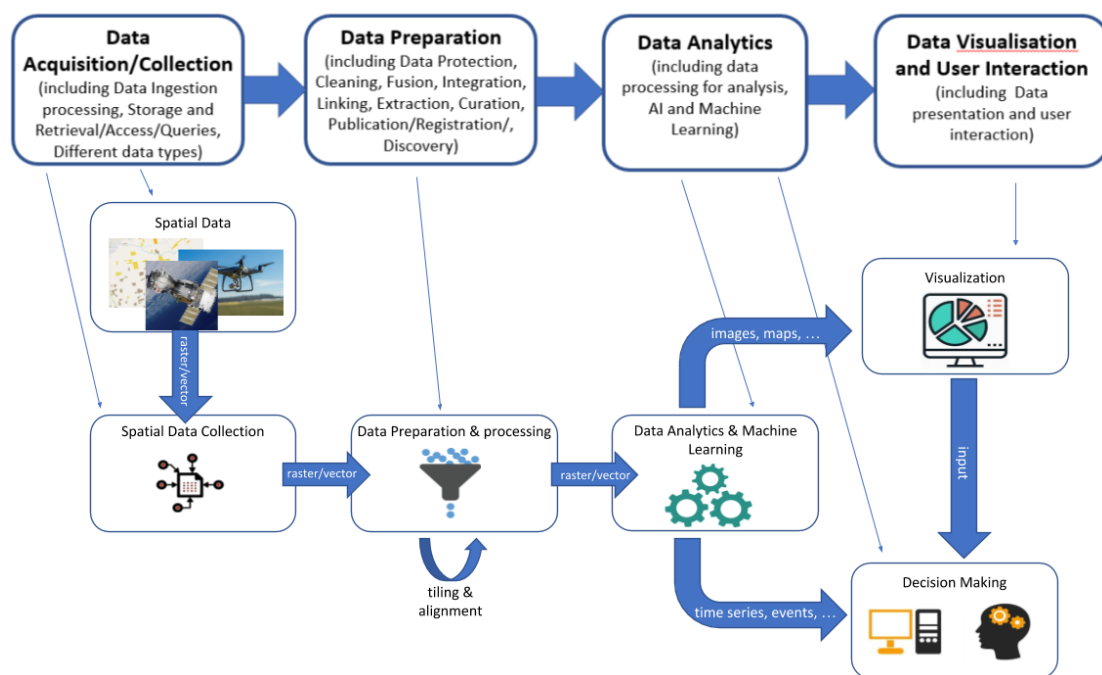 Data
Acquisition/Collection
(including Data Ingestion
processing, Storage and
Retrieval/Access/Queries,
Different data types)
Data Preparation
(including Data Protection,
Cleaning, Fusion, Integration,
Linking, Extraction, Curation,
Publication/Registration/,
Discovery)
Data Analytics
(including data
processing for analysis,
AI and Machine
Learning)
Data Visualisation
and User Interaction
(including Data
presentation and user
interaction)
Spatial Data
raster/vector
Spatial Data Collection
raster/vector
Data Preparation & processing
tiling &
alignment
raster/vector
Data Analytics & Machine
Learning
images, maps, ...
time series, events, ...
Visualization
input
Decision Making